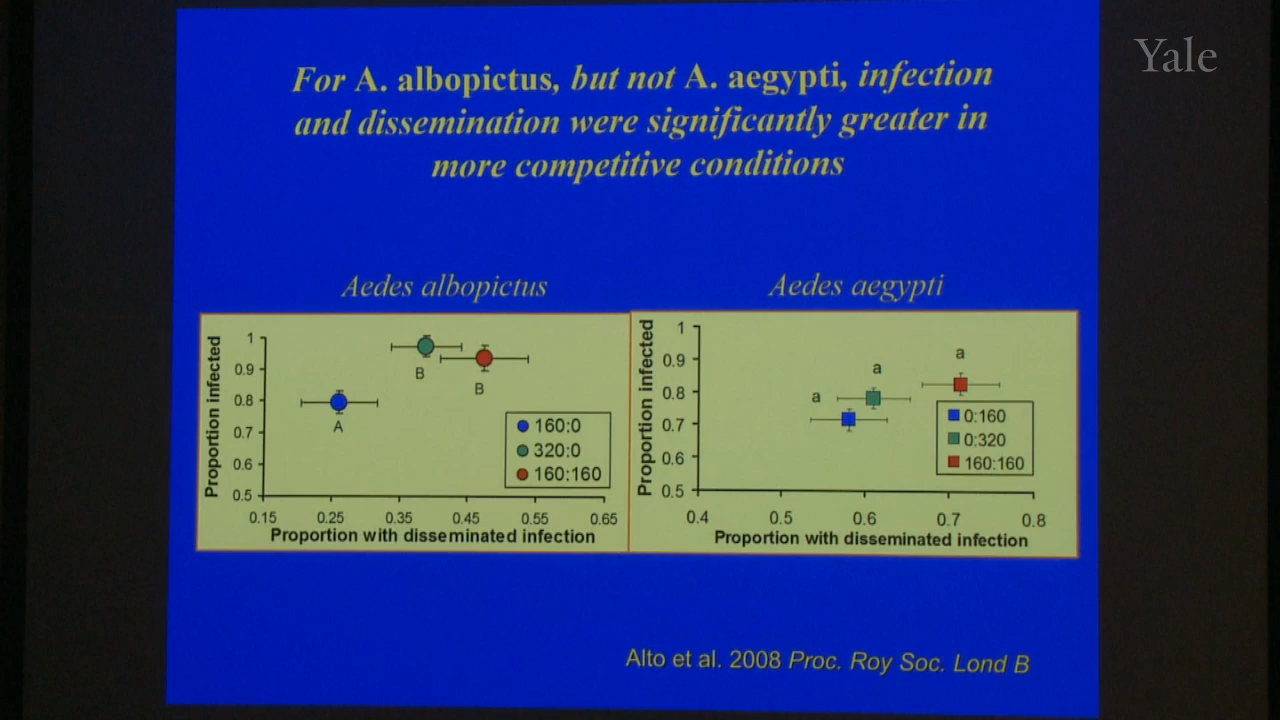 Yale
For A. albopictus, but not A. aegypti, infection
and dissemination were significantly greater in
more competitive conditions
Aedes albopictus
Proportion infected
1
0.9
0.8
0.7
0.6
0.5
B
B
A
160:0
320:0
160:160
0.15 0.25 0.35 0.45 0.55 0.65
Proportion with disseminated infection
Aedes aegypti
Proportion infected
1
0.9
0.8
0.7
0.6
0.5
a
a
a
0:160
0:320
160:160
0.4 0.5 0.6 0.7 0.8
Proportion with disseminated infection
Alto et al. 2008 Proc. Roy Soc. Lond B